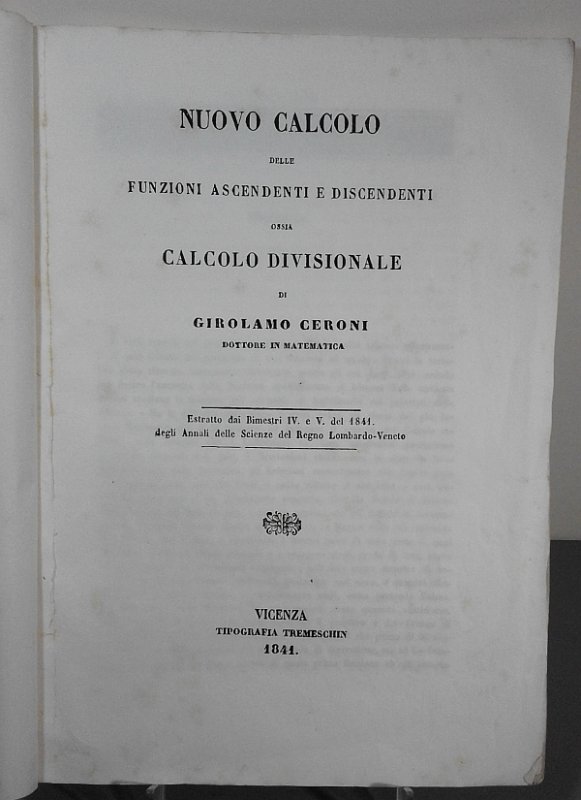 NUOVO CALCOLO
DELLE
FUNZIONI ASCENDENTI E DISCENDENTI
OSSIA
CALCOLO DIVISIONALE
DI
GIROLAMO CERONI
DOTTORE IN MATEMATICA
Estratto dai Bimestri IV. e V. del 1841.
degli Annali delle Scienze del Regno Lombardo-Veneto
VICENZA
TIPOGRAFIA TREMESCHIN
1841.